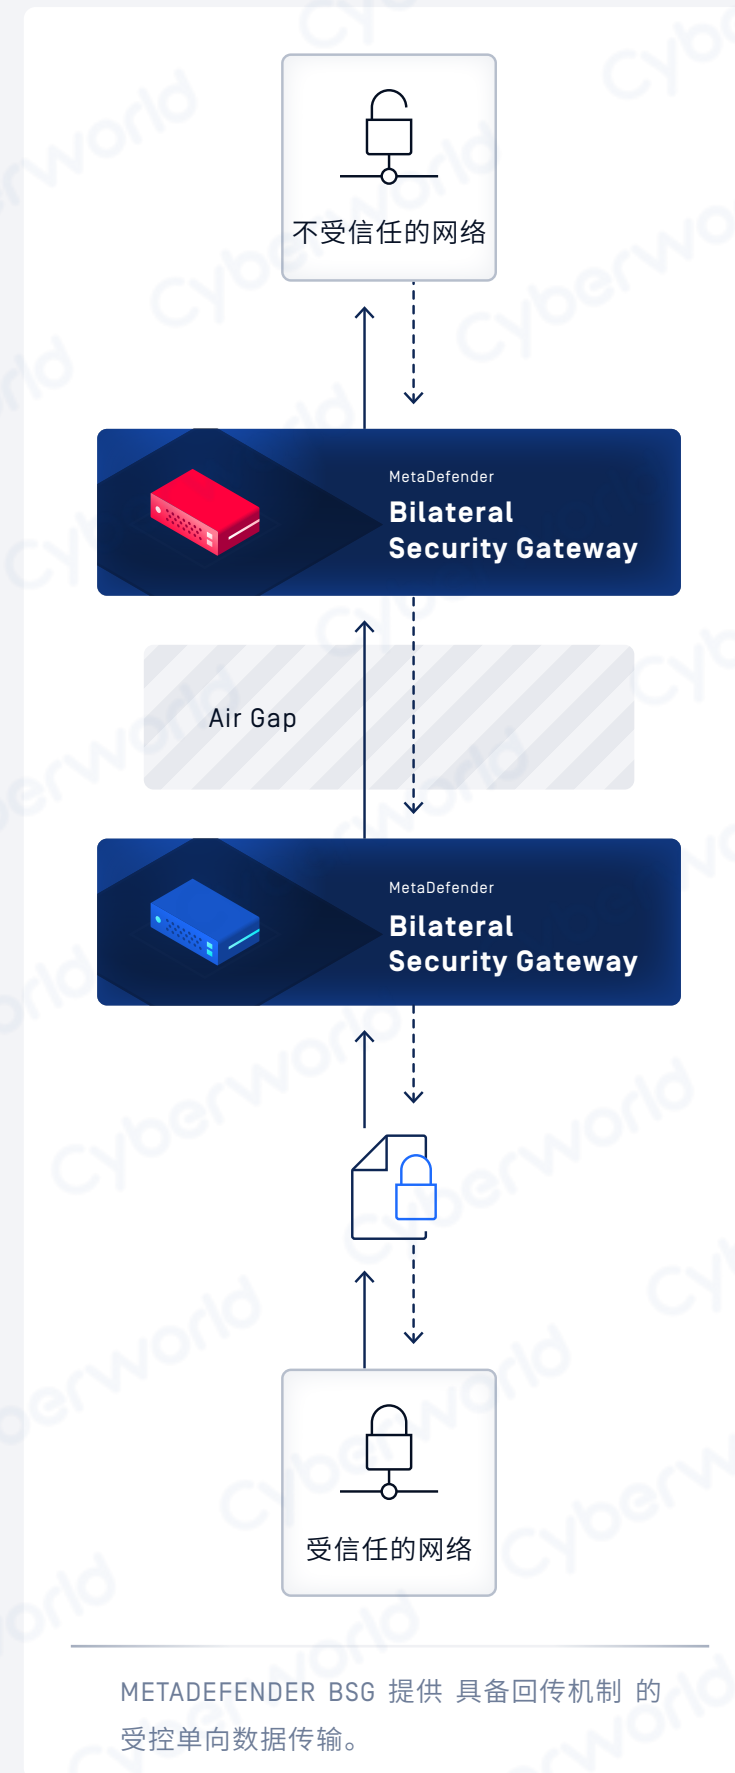 不受信任的网络
MetaDefender
Bilateral
Security Gateway
Air Gap
MetaDefender
Bilateral
Security Gateway
受信任的网络
METADEFENDER BSG 提供 具备回传机制 的
受控单向数据传输。
Cyberworld